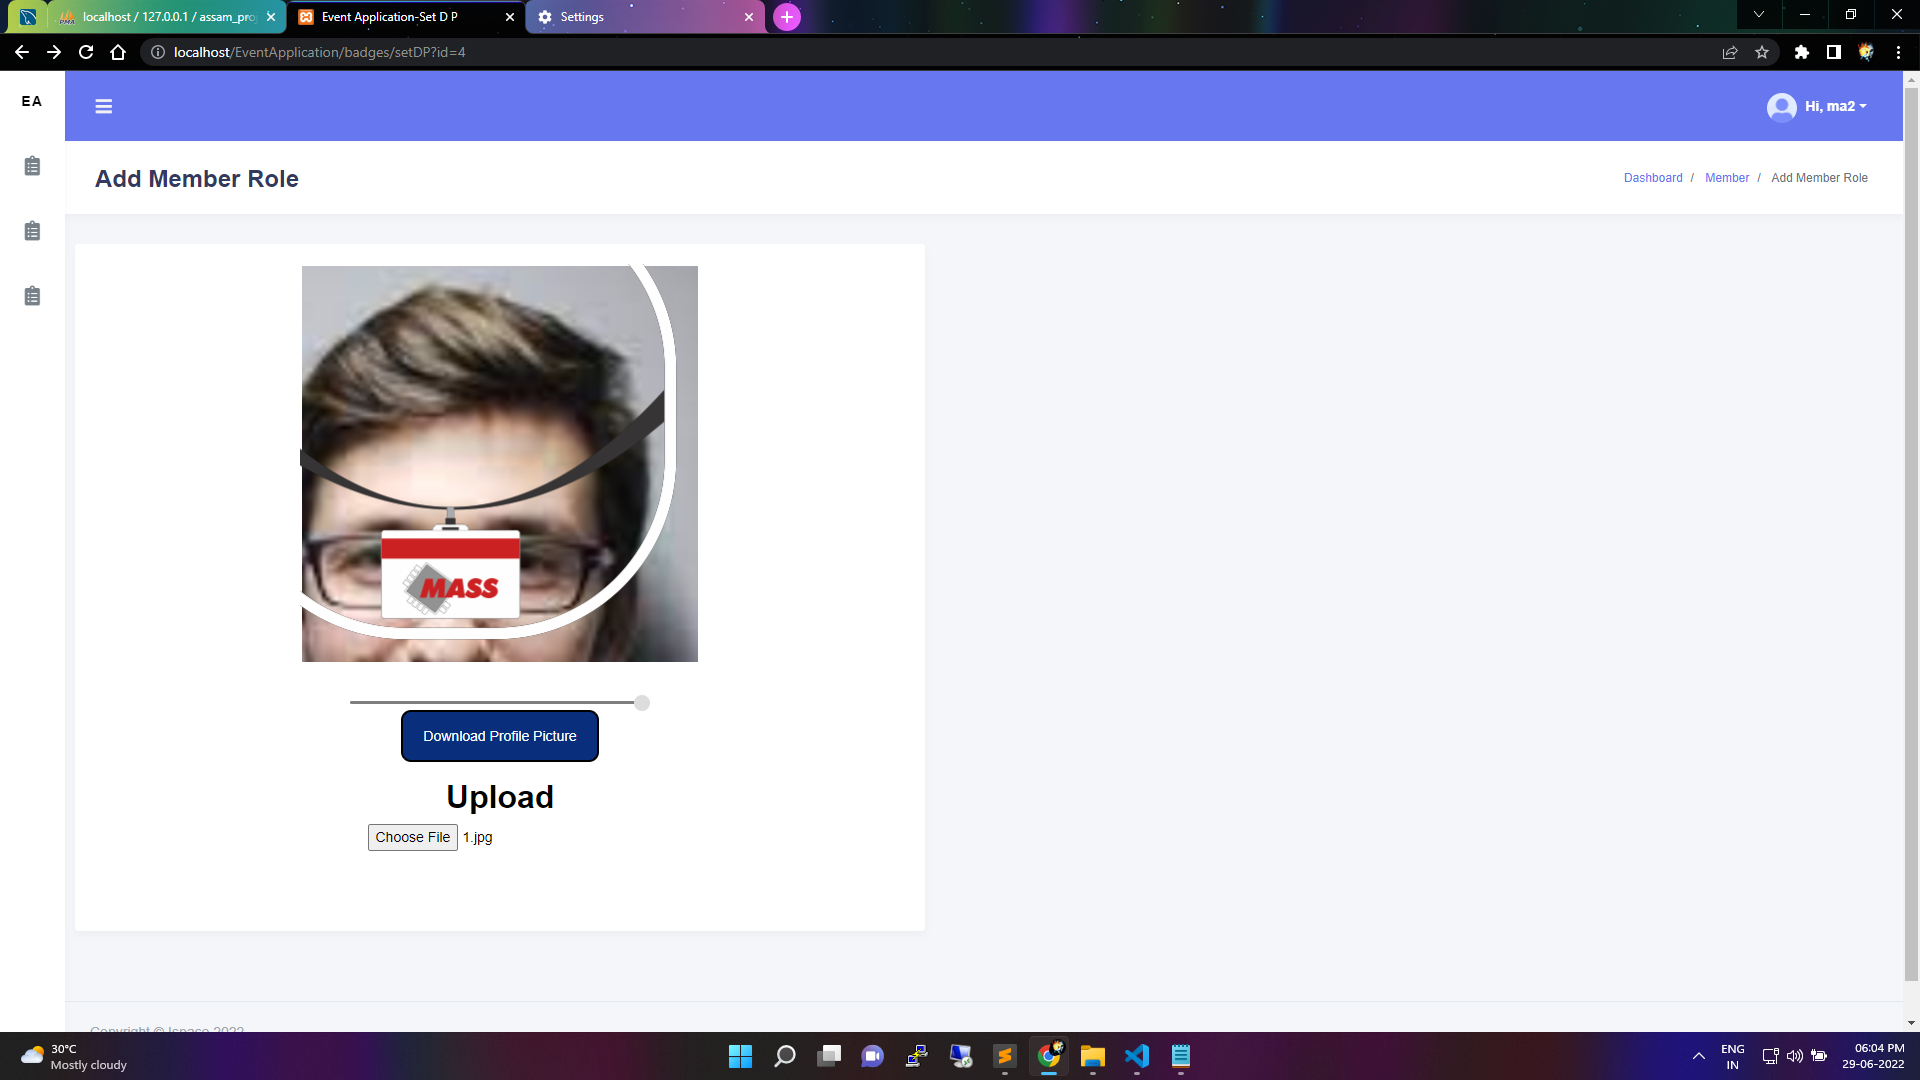 localhost / 127.0.0.1 / assam_pro
Event Application-Set D P
Settings
localhost/EventApplication/badges/setDP?id=4
EA
Hi, ma2
Add Member Role
Dashboard / Member / Add Member Role
MASS
Download Profile Picture
Upload
Choose File 1.jpg
Copyright © Ispace 2022
30°C
Mostly cloudy
ENG
IN
06:04 PM
29-06-2022